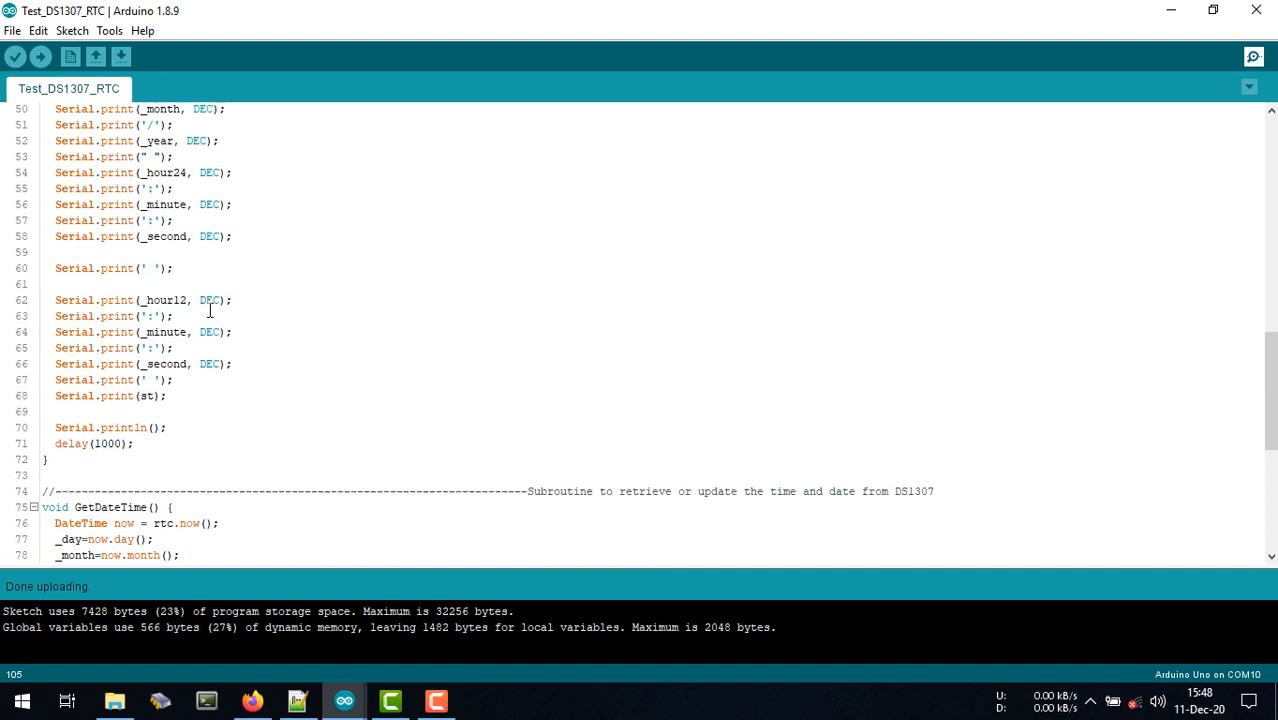 Test_DS1307_RTC | Arduino 1.8.9
File Edit Sketch Tools Help
Test_DS1307_RTC
50 Serial.print(_month, DEC);
51 Serial.print('/');
52 Serial.print(_year, DEC);
53 Serial.print(" ");
54 Serial.print(_hour24, DEC);
55 Serial.print(':');
56 Serial.print(_minute, DEC);
57 Serial.print(':');
58 Serial.print(_second, DEC);
59
60 Serial.print(' ');
61
62 Serial.print(_hour12, DEC);
63 Serial.print(':');
64 Serial.print(_minute, DEC);
65 Serial.print(':');
66 Serial.print(_second, DEC);
67 Serial.print(' ');
68 Serial.print(st);
69
70 Serial.println();
71 delay(1000);
72 }
73
74 //------------------------------------------------------------------------Subroutine to retrieve or update the time and date from DS1307
75 void GetDateTime() {
76 DateTime now = rtc.now();
77 _day=now.day();
78 _month=now.month();
Done uploading.
Sketch uses 7428 bytes (23%) of program storage space. Maximum is 32256 bytes.
Global variables use 566 bytes (27%) of dynamic memory, leaving 1482 bytes for local variables. Maximum is 2048 bytes.
105 Arduino Uno on COM10
U: 0.00 kB/s
D: 0.00 kB/s
15:48
11-Dec-20